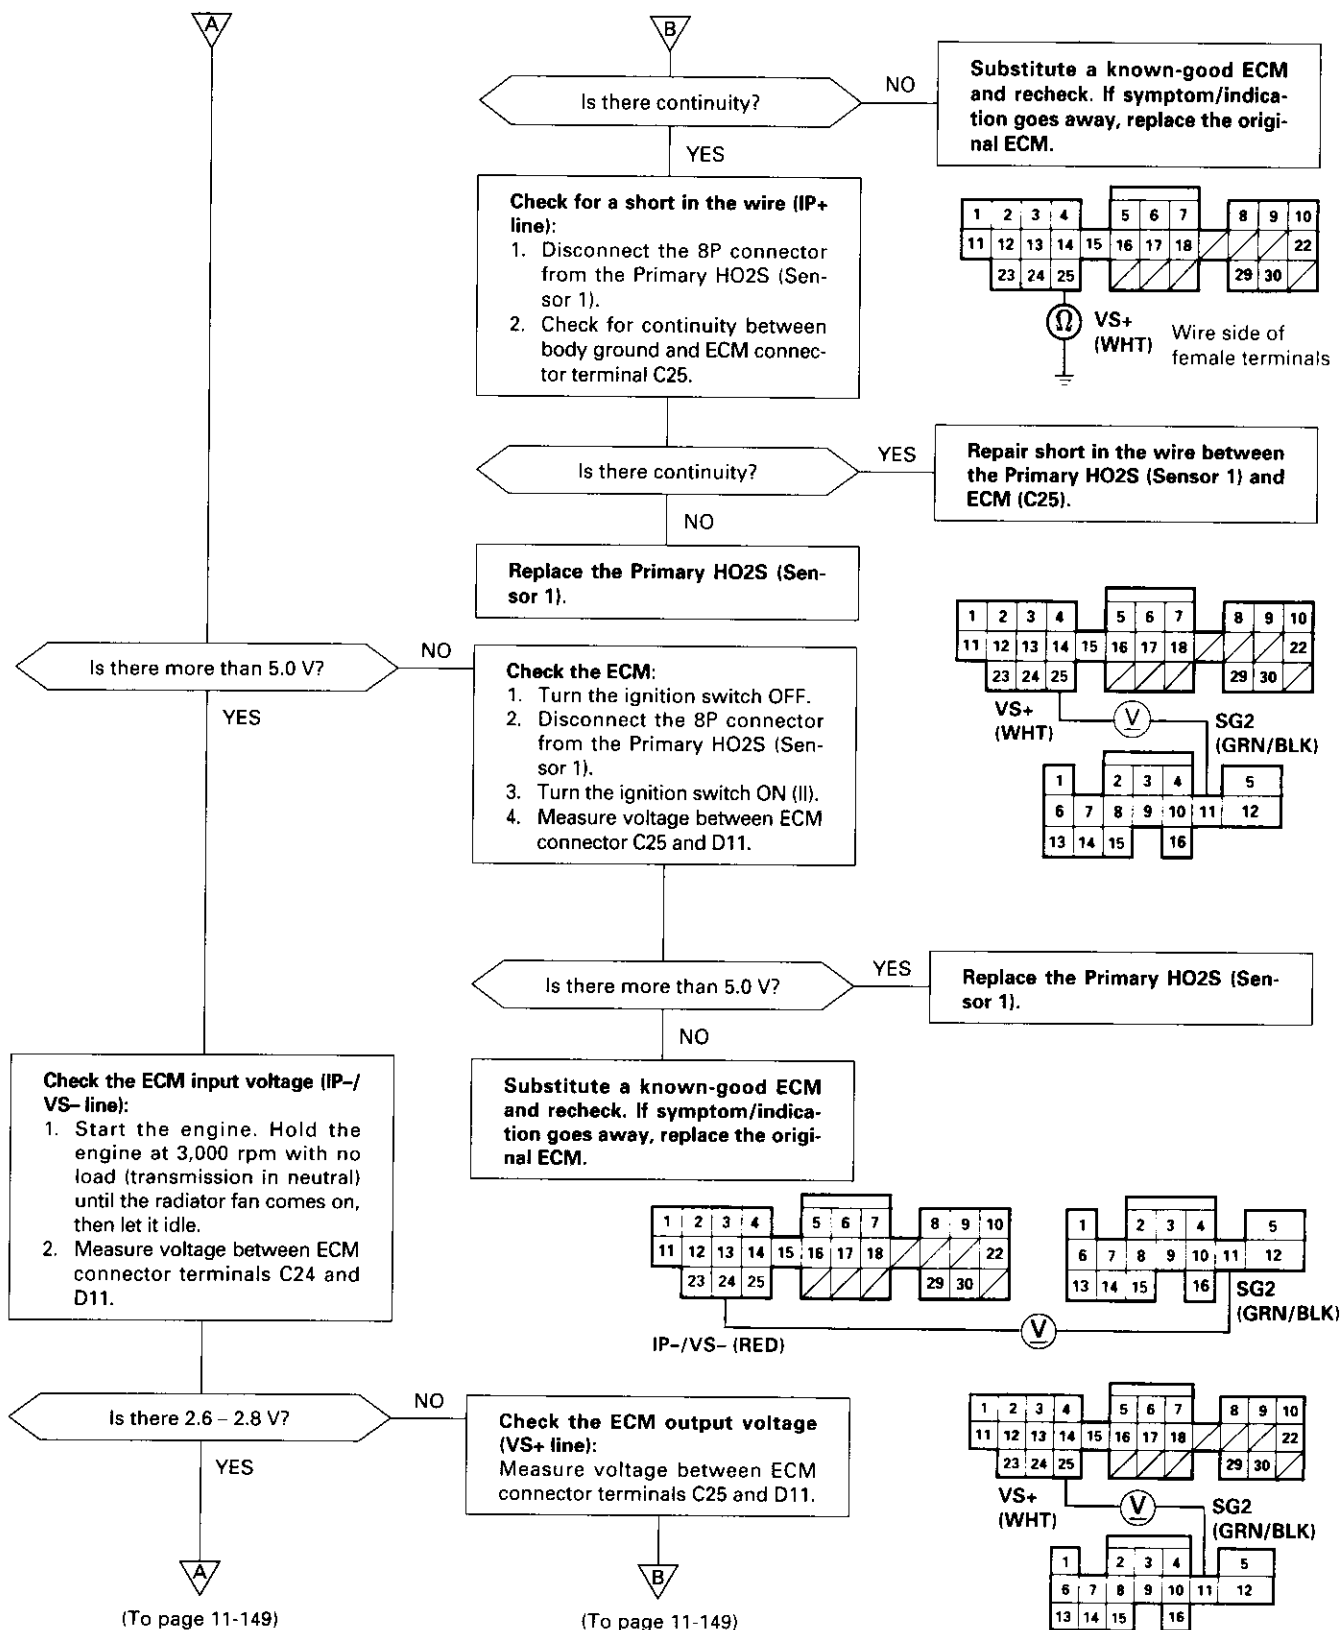 A
B
Is there continuity?
NO
Substitute a known-good ECM
and recheck. If symptom/indica-
tion goes away, replace the origi-
nal ECM.
YES
Check for a short in the wire (IP+
line):
1. Disconnect the 8P connector
from the Primary HO2S (Sen-
sor 1).
2. Check for continuity between
body ground and ECM connec-
tor terminal C25.
1 2 3 4 5 6 7 8 9 10
11 12 13 14 15 16 17 18 22
23 24 25 29 30
Ω
VS+
(WHT)
Wire side of
female terminals
Is there continuity?
YES
Repair short in the wire between
the Primary HO2S (Sensor 1) and
ECM (C25).
NO
Replace the Primary HO2S (Sen-
sor 1).
Is there more than 5.0 V?
NO
YES
Check the ECM:
1. Turn the ignition switch OFF.
2. Disconnect the 8P connector
from the Primary HO2S (Sen-
sor 1).
3. Turn the ignition switch ON (II).
4. Measure voltage between ECM
connector C25 and D11.
1 2 3 4 5 6 7 8 9 10
11 12 13 14 15 16 17 18 22
23 24 25 29 30
VS+
(WHT)
V
SG2
(GRN/BLK)
1 2 3 4 5
6 7 8 9 10 11 12
13 14 15 16
Is there more than 5.0 V?
YES
Replace the Primary HO2S (Sen-
sor 1).
NO
Substitute a known-good ECM
and recheck. If symptom/indica-
tion goes away, replace the origi-
nal ECM.
Check the ECM input voltage (IP–/
VS– line):
1. Start the engine. Hold the
engine at 3,000 rpm with no
load (transmission in neutral)
until the radiator fan comes on,
then let it idle.
2. Measure voltage between ECM
connector terminals C24 and
D11.
1 2 3 4 5 6 7 8 9 10
11 12 13 14 15 16 17 18 22
23 24 25 29 30
1 2 3 4 5
6 7 8 9 10 11 12
13 14 15 16
SG2
(GRN/BLK)
IP–/VS– (RED)
V
Is there 2.6 – 2.8 V?
NO
YES
Check the ECM output voltage
(VS+ line):
Measure voltage between ECM
connector terminals C25 and D11.
1 2 3 4 5 6 7 8 9 10
11 12 13 14 15 16 17 18 22
23 24 25 29 30
VS+
(WHT)
V
SG2
(GRN/BLK)
1 2 3 4 5
6 7 8 9 10 11 12
13 14 15 16
A
(To page 11-149)
B
(To page 11-149)